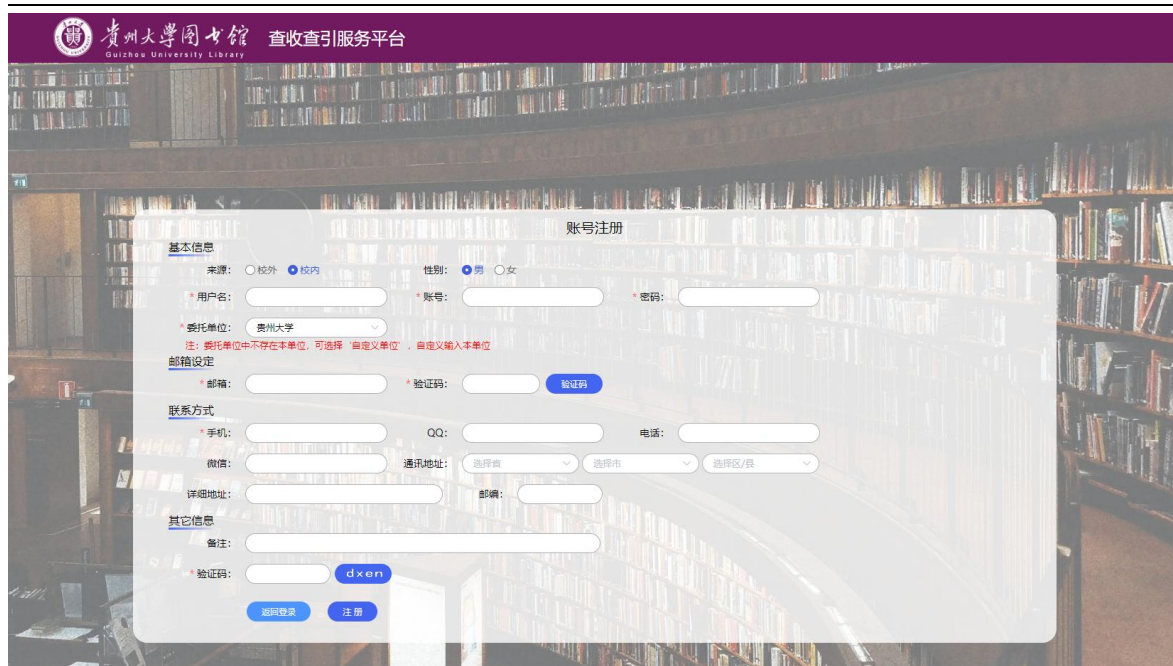 贵州大学图书馆 查收查引服务平台
Guizhou University Library
账号注册
基本信息
来源： 校外 校内 性别： 男 女
*用户名： *账号： *密码：
*委托单位： 贵州大学
注：委托单位中不存在本单位，可选择‘自定义单位’，自定义输入本单位
邮箱设定
*邮箱： *验证码： 验证码
联系方式
*手机： QQ： 电话：
微信： 通讯地址： 选择省 选择市 选择区/县
详细地址： 邮编：
其它信息
备注：
*验证码： dxen
返回登录 注册